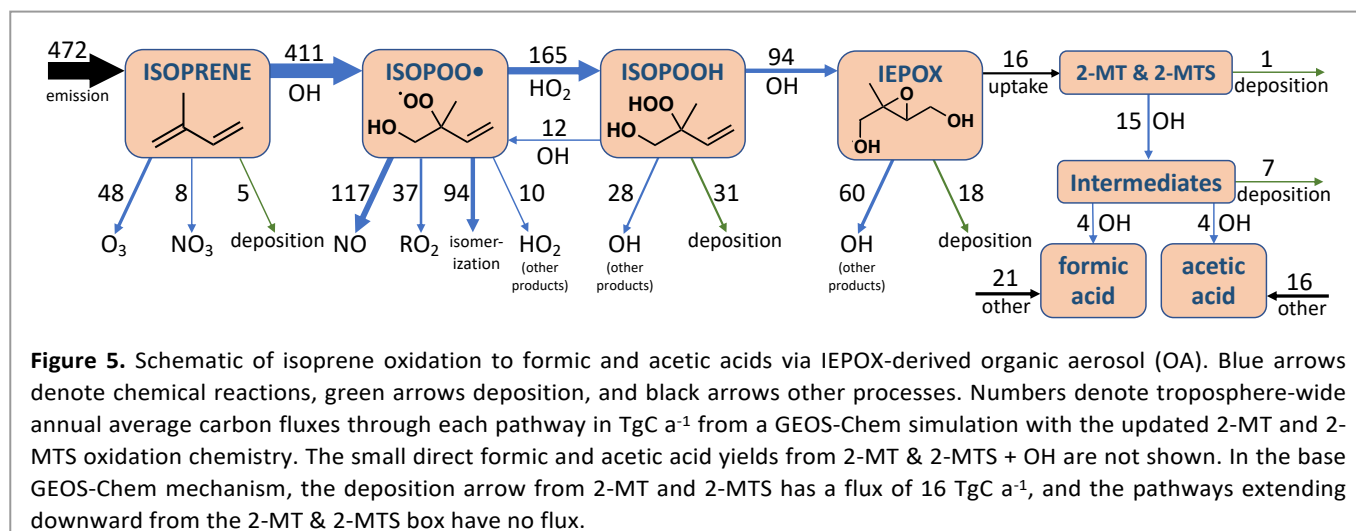 472
emission
ISOPRENE
411
OH
ISOPOO●
•OO
HO
165
HO2
12
OH
ISOPOOH
HOO
HO
94
OH
IEPOX
O
OH
OH
16
uptake
2-MT & 2-MTS
1
deposition
15 OH
Intermediates
7
deposition
4 OH
4 OH
formic
acid
acetic
acid
21
other
16
other
48
8
5
O3
NO3
deposition
117
37
94
10
NO
RO2
isomer-
ization
HO2
(other
products)
28
31
OH
(other
products)
deposition
60
18
OH
(other
products)
deposition
Figure 5. Schematic of isoprene oxidation to formic and acetic acids via IEPOX-derived organic aerosol (OA). Blue arrows
denote chemical reactions, green arrows deposition, and black arrows other processes. Numbers denote troposphere-wide
annual average carbon fluxes through each pathway in TgC a-1 from a GEOS-Chem simulation with the updated 2-MT and 2-
MTS oxidation chemistry. The small direct formic and acetic acid yields from 2-MT & 2-MTS + OH are not shown. In the base
GEOS-Chem mechanism, the deposition arrow from 2-MT and 2-MTS has a flux of 16 TgC a-1, and the pathways extending
downward from the 2-MT & 2-MTS box have no flux.